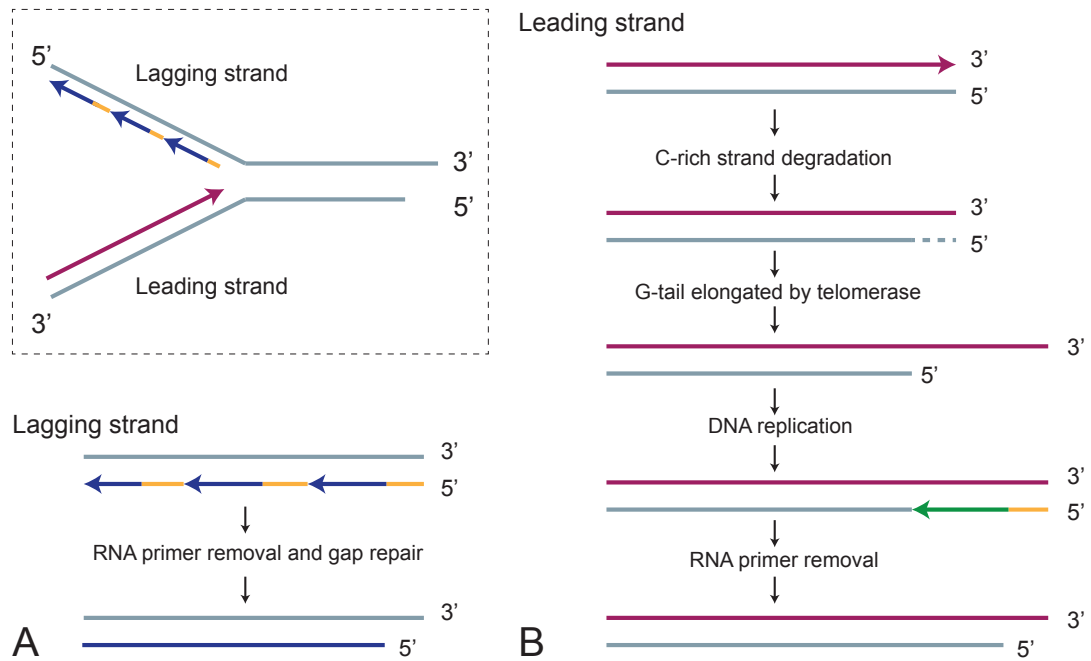 5’
Lagging strand
3’
5’
Leading strand
3’
Lagging strand
3’
5’
RNA primer removal and gap repair
3’
5’
A
Leading strand
3’
5’
C-rich strand degradation
3’
5’
G-tail elongated by telomerase
3’
5’
DNA replication
3’
5’
RNA primer removal
3’
5’
B